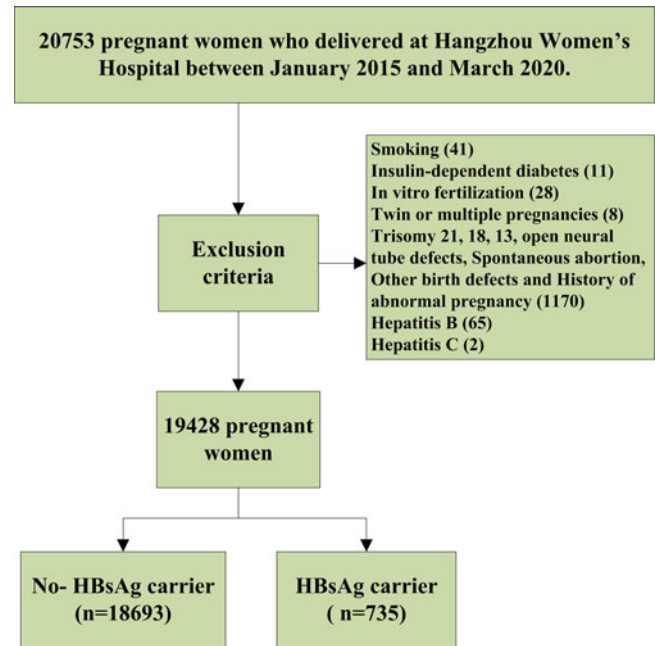 20753 pregnant women who delivered at Hangzhou Women's
Hospital between January 2015 and March 2020.
Smoking (41)
Insulin-dependent diabetes (11)
In vitro fertilization (28)
Twin or multiple pregnancies (8)
Trisomy 21, 18, 13, open neural
tube defects, Spontaneous abortion,
Other birth defects and History of
abnormal pregnancy (1170)
Hepatitis B (65)
Hepatitis C (2)
Exclusion
criteria
19428 pregnant
women
No- HBsAg carrier
(n=18693)
HBsAg carrier
( n=735)